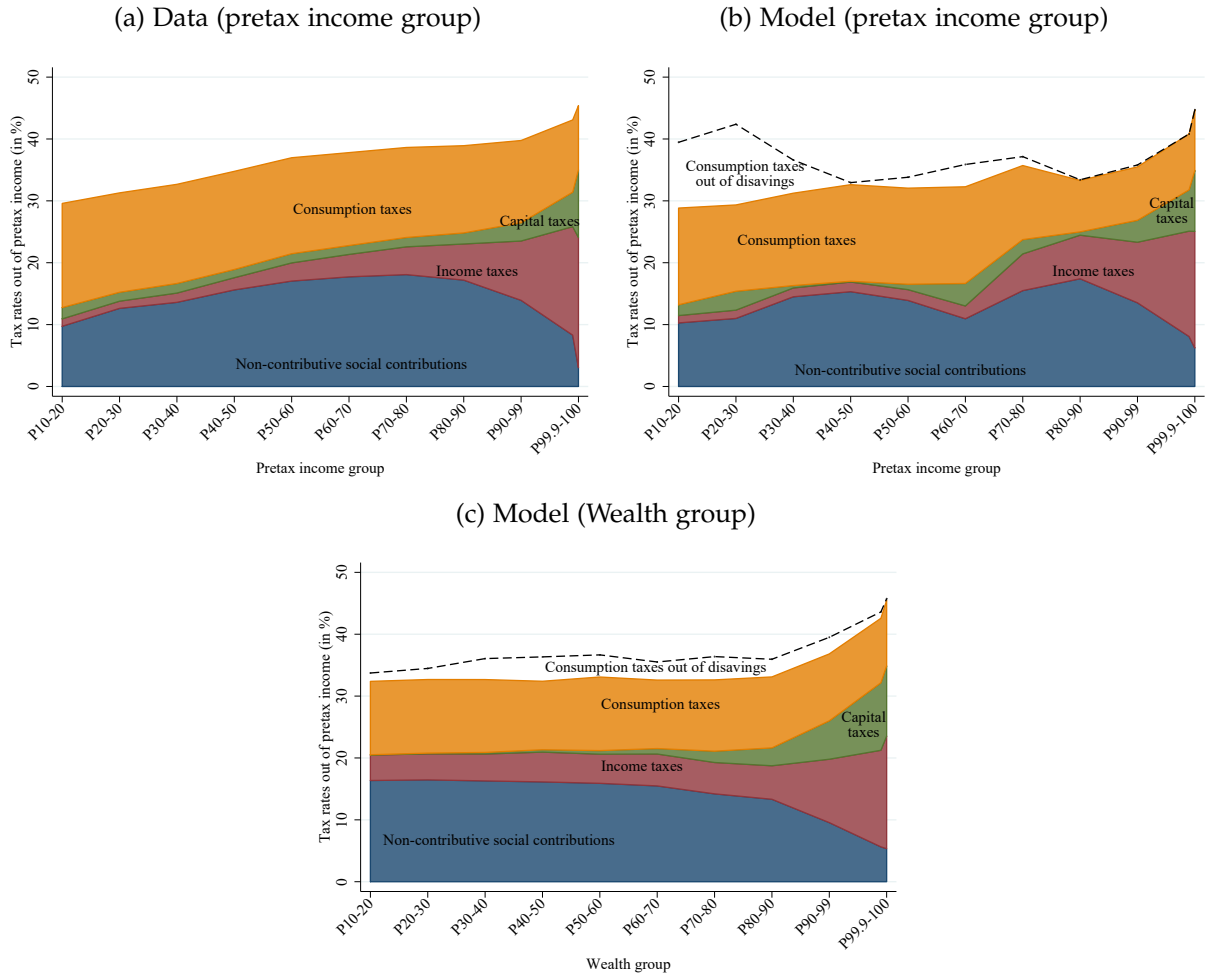 (a) Data (pretax income group)
Tax rates out of pretax income (in %)
50
40
30
20
10
0
Consumption taxes
Capital taxes
Income taxes
Non-contributive social contributions
P10-20
P20-30
P30-40
P40-50
P50-60
P60-70
P70-80
P80-90
P90-99
P99.9-100
Pretax income group
(b) Model (pretax income group)
Tax rates out of pretax income (in %)
50
40
30
20
10
0
Consumption taxes
out of disavings
Consumption taxes
Capital
taxes
Income taxes
Non-contributive social contributions
P10-20
P20-30
P30-40
P40-50
P50-60
P60-70
P70-80
P80-90
P90-99
P99.9-100
Pretax income group
(c) Model (Wealth group)
Tax rates out of pretax income (in %)
50
40
30
20
10
0
Consumption taxes out of disavings
Consumption taxes
Capital
taxes
Income taxes
Non-contributive social contributions
P10-20
P20-30
P30-40
P40-50
P50-60
P60-70
P70-80
P80-90
P90-99
P99.9-100
Wealth group